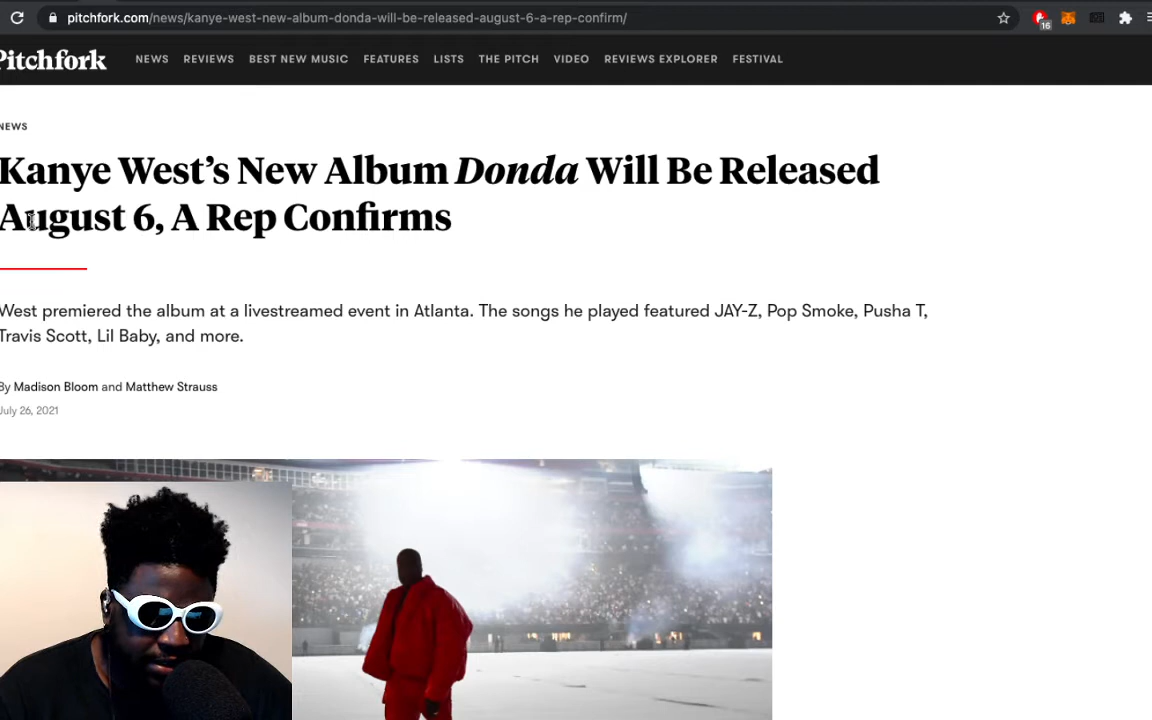 pitchfork.com/news/kanye-west-new-album-donda-will-be-released-august-6-a-rep-confirm/
16
Pitchfork NEWS REVIEWS BEST NEW MUSIC FEATURES LISTS THE PITCH VIDEO REVIEWS EXPLORER FESTIVAL
NEWS
Kanye West’s New Album Donda Will Be Released
August 6, A Rep Confirms
West premiered the album at a livestreamed event in Atlanta. The songs he played featured JAY-Z, Pop Smoke, Pusha T,
Travis Scott, Lil Baby, and more.
By Madison Bloom and Matthew Strauss
July 26, 2021